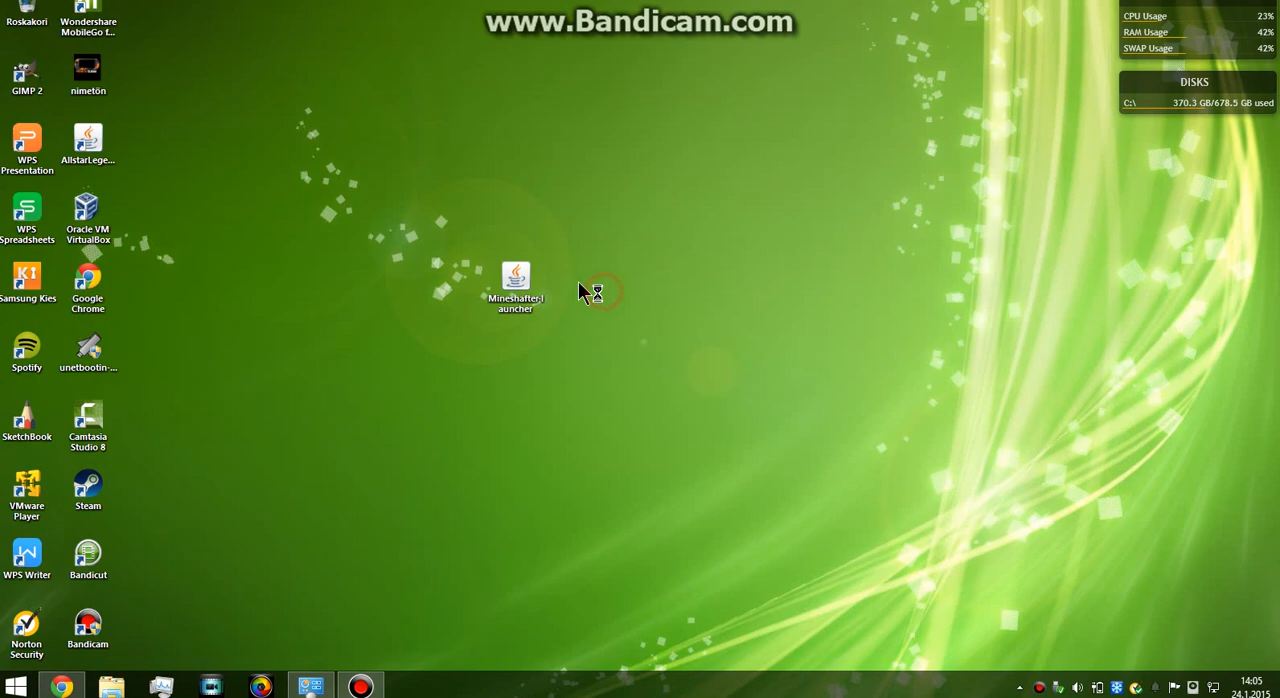 www.Bandicam.com
CPU Usage 23%
RAM Usage 42%
SWAP Usage 42%
DISKS
C:\ 370.3 GB/678.5 GB used
Roskakori
Wondershare
MobileGo f...
GIMP 2
nimetön
WPS
Presentation
AllstarLege...
WPS
Spreadsheets
Oracle VM
VirtualBox
Samsung Kies
Google
Chrome
Mineshafter-l
auncher
Spotify
unetbootin-...
SketchBook
Camtasia
Studio 8
VMware
Player
Steam
WPS Writer
Bandicut
Norton
Security
Bandicam
14:05
24.1.2015